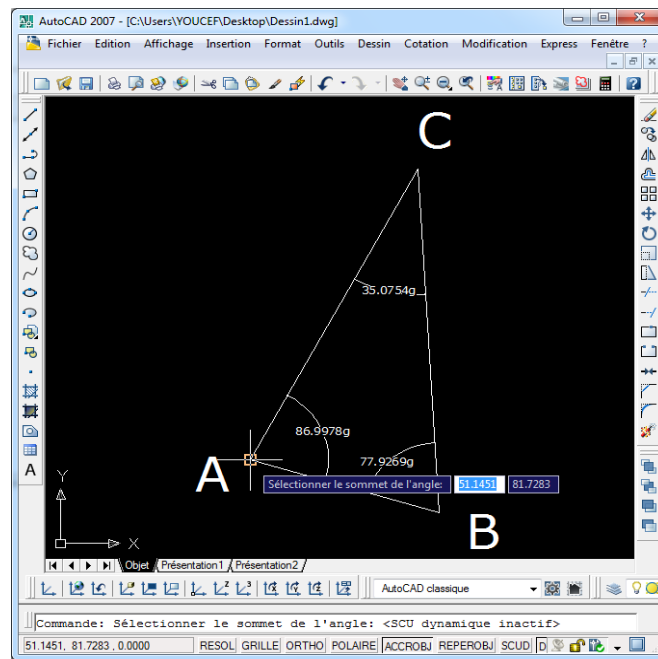 AutoCAD 2007 - [C:\Users\YOUCEF\Desktop\Dessin1.dwg]
Fichier Edition Affichage Insertion Format Outils Dessin Cotation Modification Express Fenêtre ?
C
35.0754g
86.9978g
77.9269g
A
Sélectionner le sommet de l'angle: 51.1451 81.7283
B
Y
X
A
Objet Présentation1 Présentation2
AutoCAD classique
Commande: Sélectionner le sommet de l'angle: <SCU dynamique inactif>
51.1451, 81.7283 , 0.0000 RESOL GRILLE ORTHO POLAIRE ACCROBJ REPEROBJ SCUD D